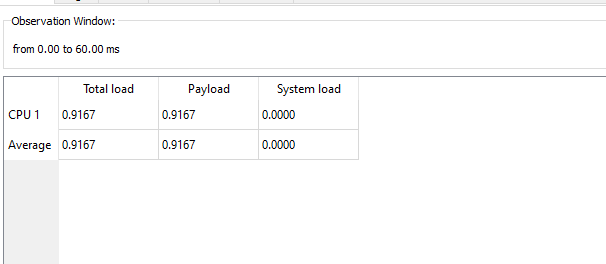 Observation Window:
from 0.00 to 60.00 ms
Total load Payload System load
CPU 1 0.9167 0.9167 0.0000
Average 0.9167 0.9167 0.0000